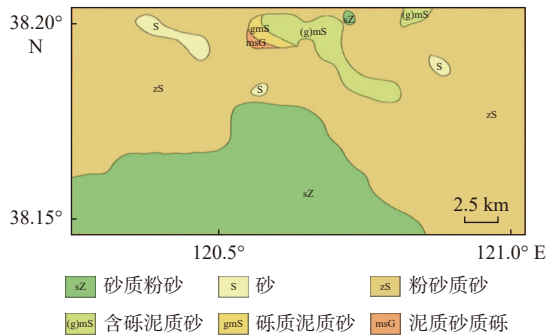 38.20°
N
S
gmS
msG
(g)mS
sZ
(g)mS
S
S
zS
zS
sZ
38.15°
2.5 km
120.5°
121.0° E
sZ 砂质粉砂
S 砂
zS 粉砂质砂
(g)mS 含砾泥质砂
gmS 砾质泥质砂
msG 泥质砂质砾